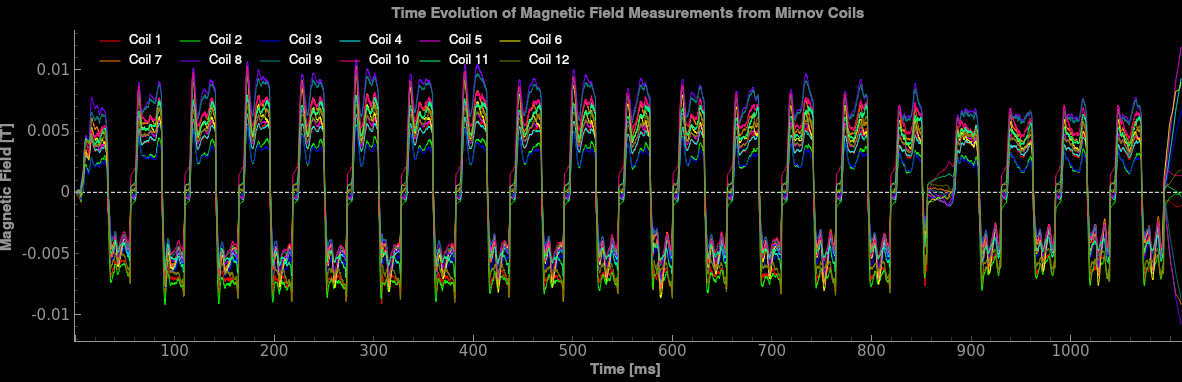 Time Evolution of Magnetic Field Measurements from Mirnov Coils
Coil 1 Coil 2 Coil 3 Coil 4 Coil 5 Coil 6
Coil 7 Coil 8 Coil 9 Coil 10 Coil 11 Coil 12
Magnetic Field [T]
0.01
0.005
0
-0.005
-0.01
100 200 300 400 500 600 700 800 900 1000
Time [ms]